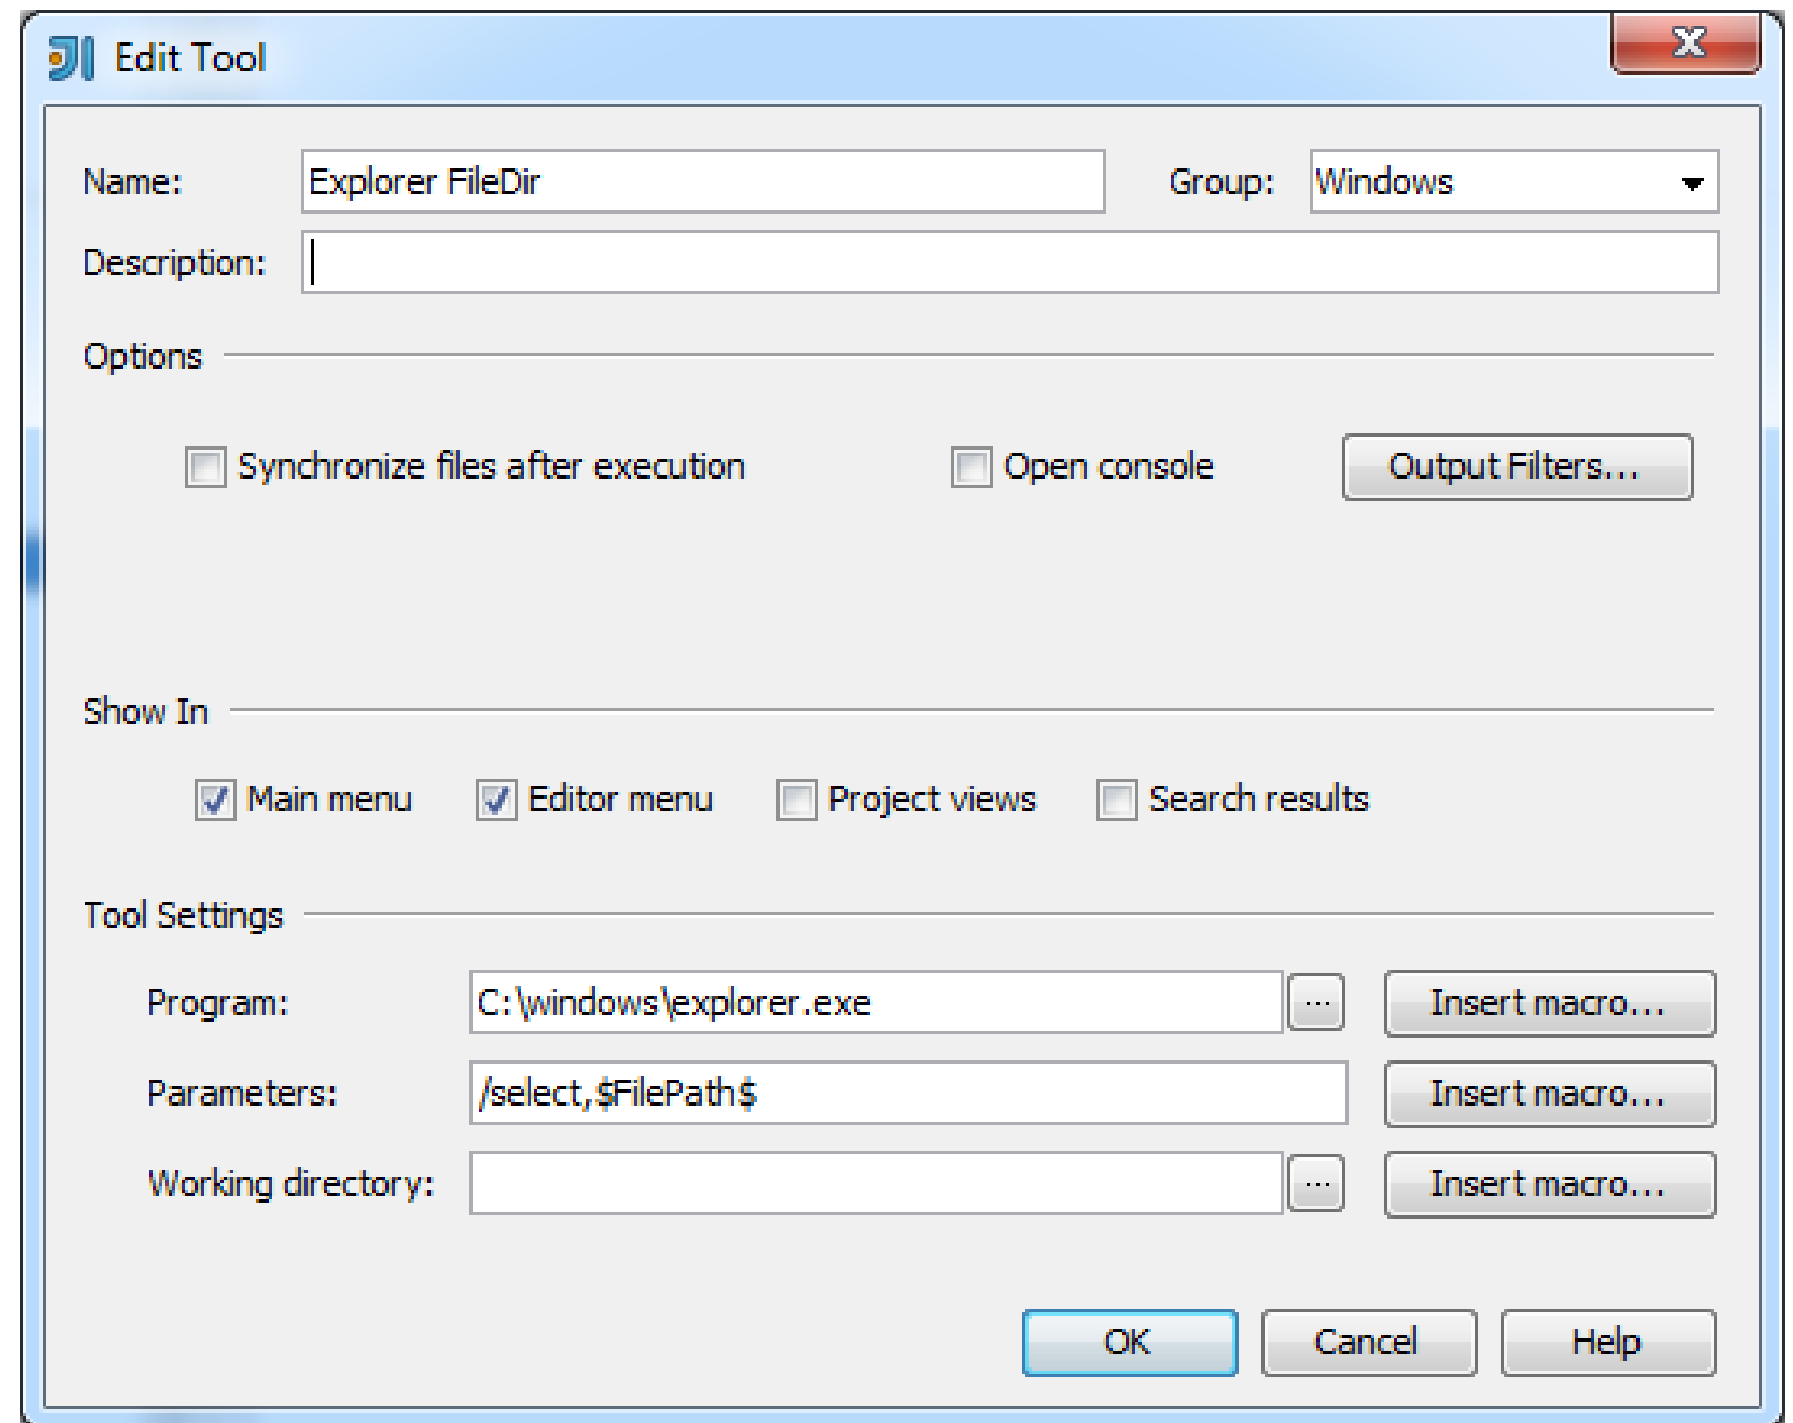 Edit Tool
Name: Explorer FileDir Group: Windows
Description:
Options
Synchronize files after execution Open console Output Filters...
Show In
Main menu Editor menu Project views Search results
Tool Settings
Program: C:\windows\explorer.exe ... Insert macro...
Parameters: /select,$FilePath$ Insert macro...
Working directory: ... Insert macro...
OK Cancel Help